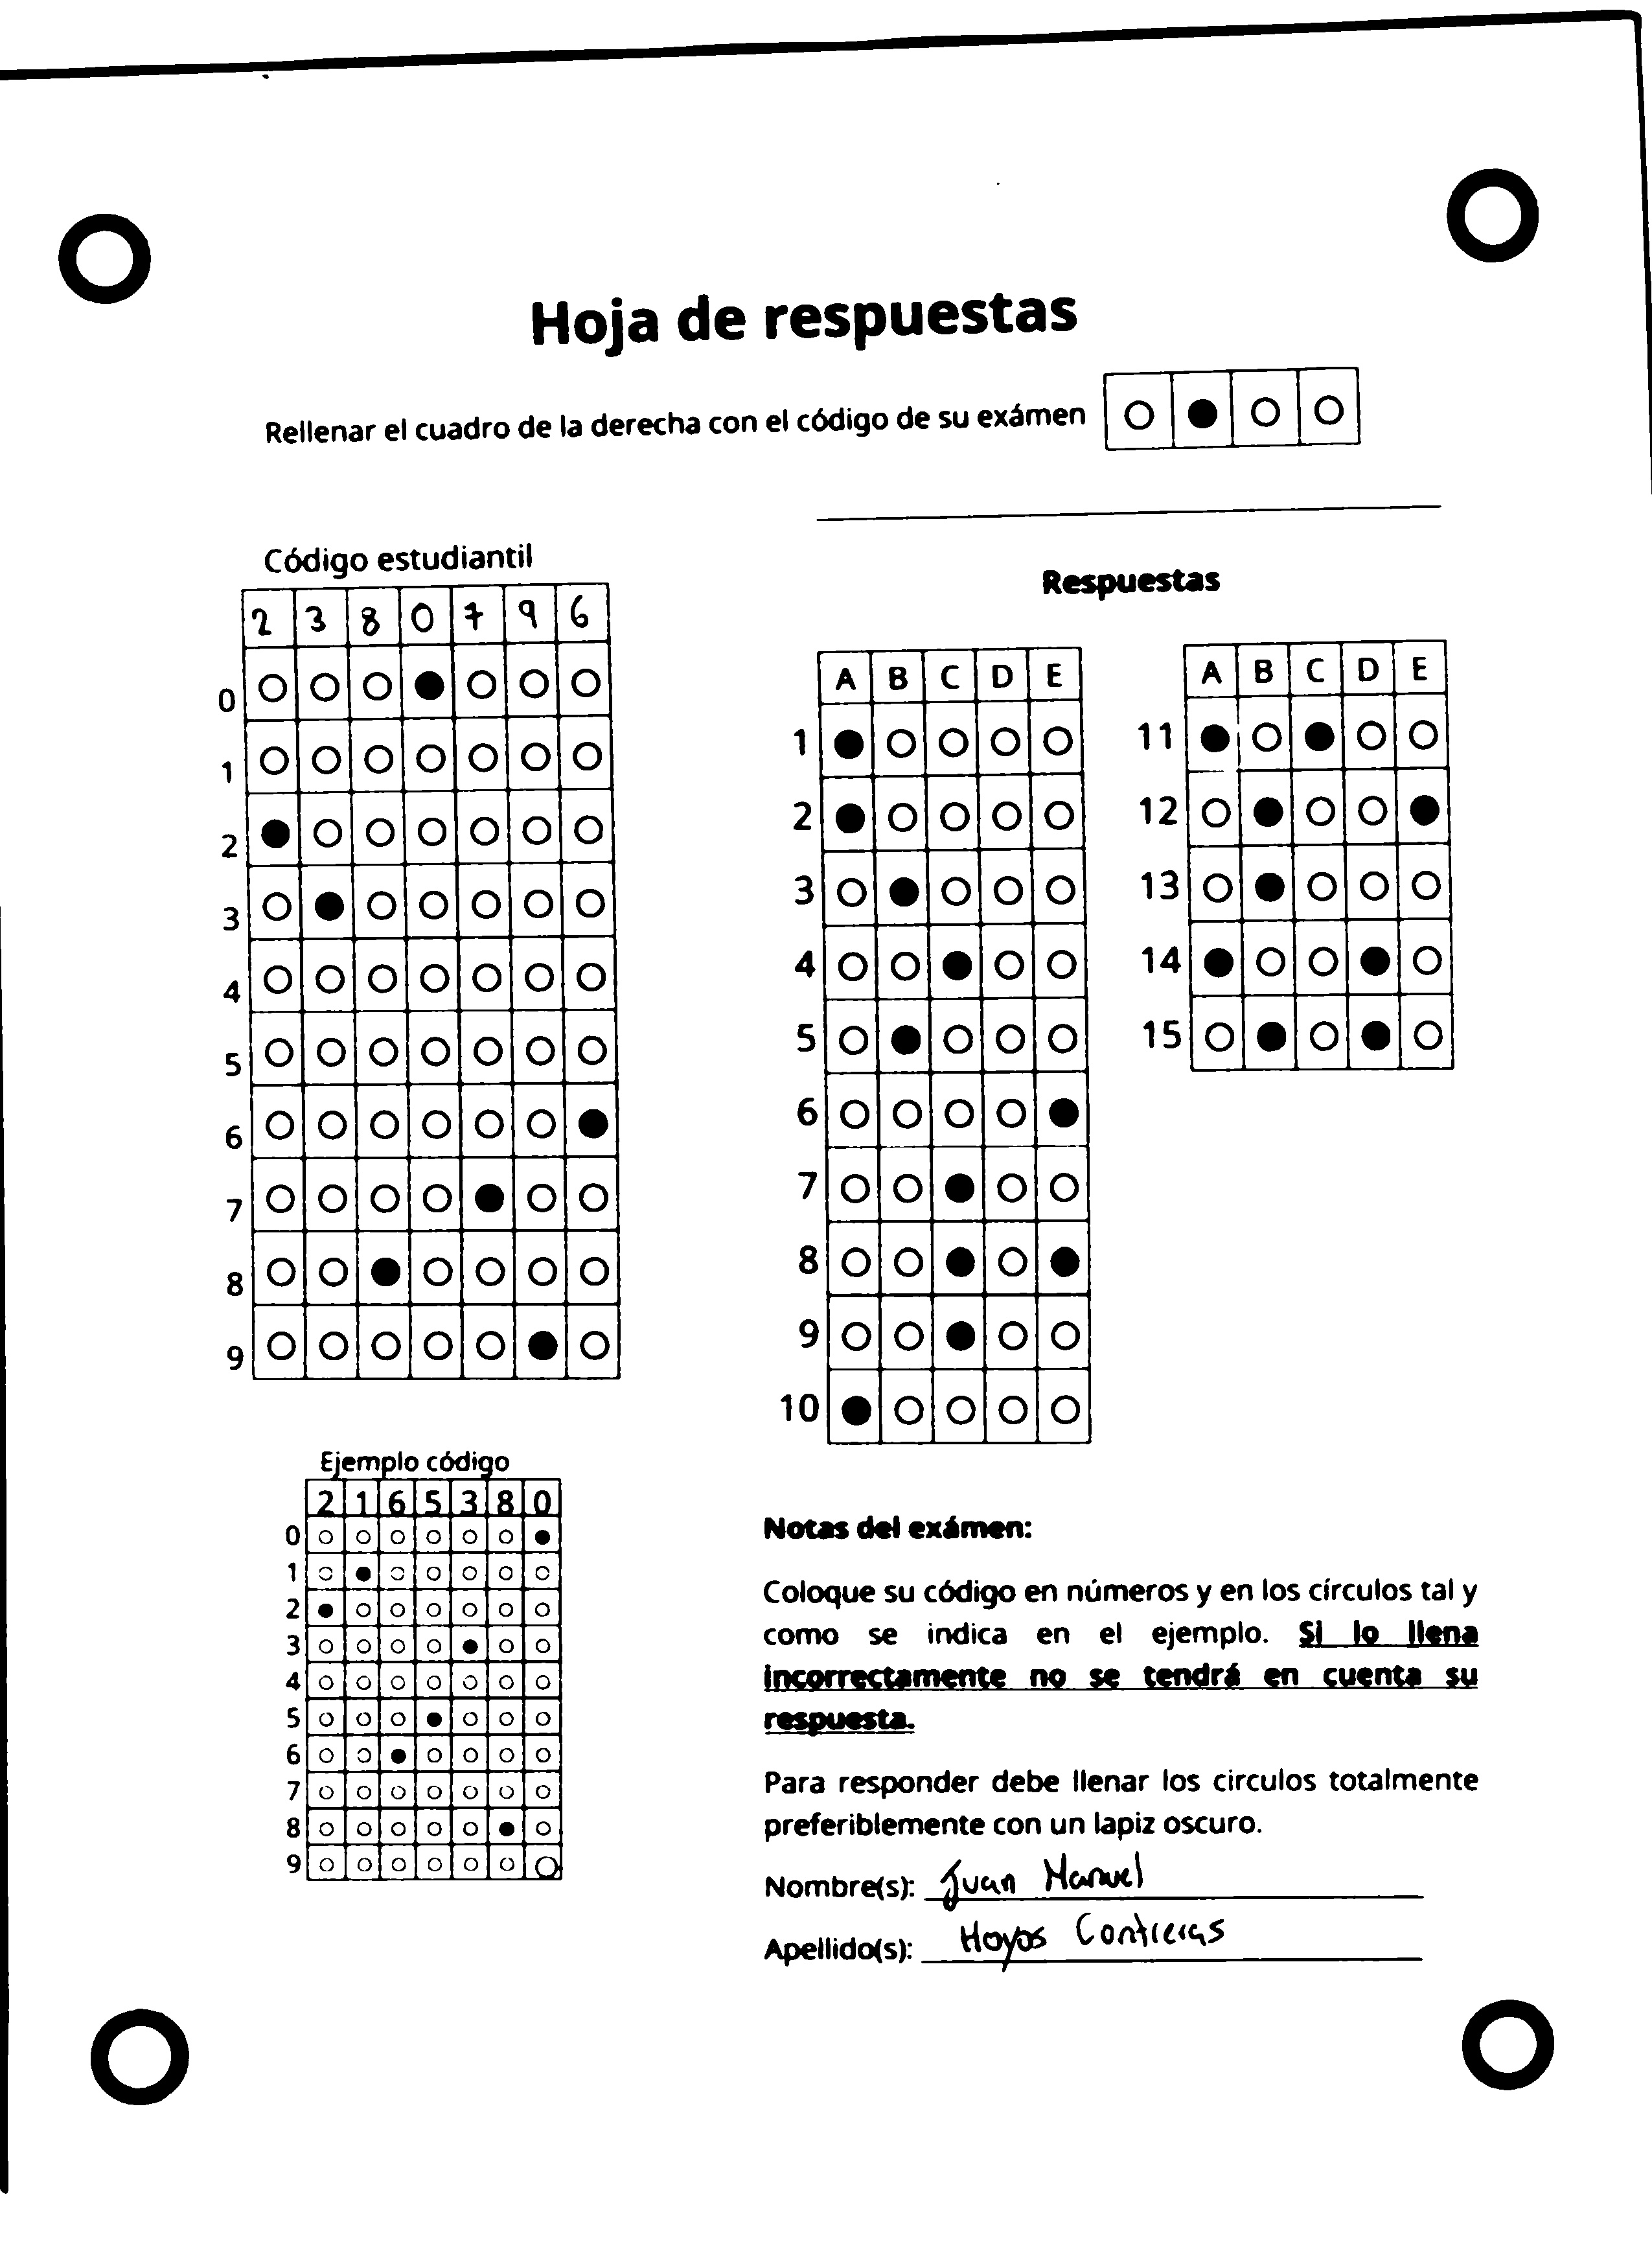 Hoja de respuestas
Rellenar el cuadro de la derecha con el código de su exámen
Código estudiantil
2 3 8 0 7 9 6
0
1
2
3
4
5
6
7
8
9
Respuestas
A B C D E
1
2
3
4
5
6
7
8
9
10
A B C D E
11
12
13
14
15
Ejemplo código
2 1 6 5 3 8 0
0
1
2
3
4
5
6
7
8
9
Notas del exámen:
Coloque su código en números y en los círculos tal y
como se indica en el ejemplo. Si lo llena
incorrectamente no se tendrá en cuenta su
respuesta.
Para responder debe llenar los circulos totalmente
preferiblemente con un lapiz oscuro.
Nombre(s): Juan Manuel
Apellido(s): Hoyos Contreras